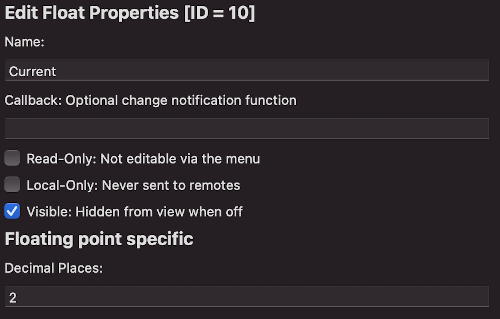 Edit Float Properties [ID = 10]
Name:
Current
Callback: Optional change notification function
Read-Only: Not editable via the menu
Local-Only: Never sent to remotes
Visible: Hidden from view when off
Floating point specific
Decimal Places:
2